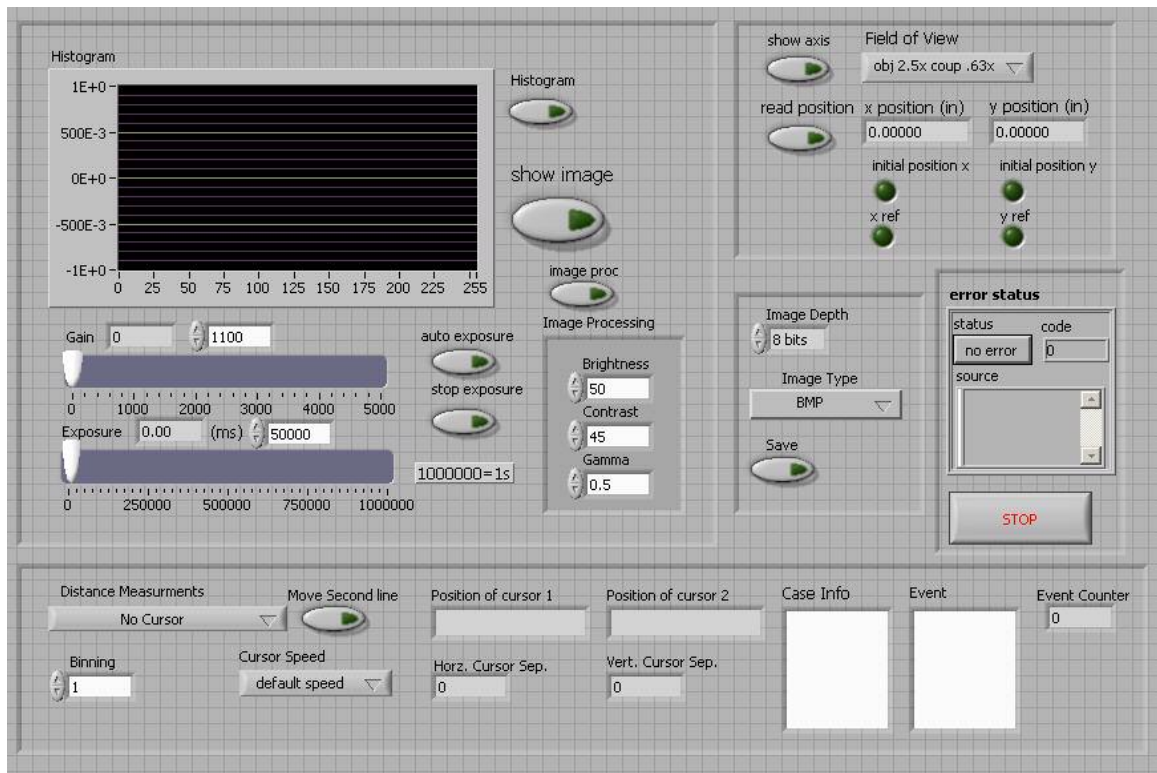 Histogram
1E+0
500E-3
0E+0
-500E-3
-1E+0
0 25 50 75 100 125 150 175 200 225 255
Histogram
show image
image proc
Gain 0 1100
0 1000 2000 3000 4000 5000
Exposure 0.00 (ms) 50000
0 250000 500000 750000 1000000
auto exposure
stop exposure
1000000=1s
Image Processing
Brightness
50
Contrast
45
Gamma
0.5
show axis
Field of View
obj 2.5x coup .63x
read position
x position (in)
0.00000
y position (in)
0.00000
initial position x
initial position y
x ref
y ref
Image Depth
8 bits
Image Type
BMP
Save
error status
status
no error
code
0
source
STOP
Distance Measurments
No Cursor
Move Second line
Binning
1
Cursor Speed
default speed
Position of cursor 1
Position of cursor 2
Horz. Cursor Sep.
0
Vert. Cursor Sep.
0
Case Info
Event
Event Counter
0